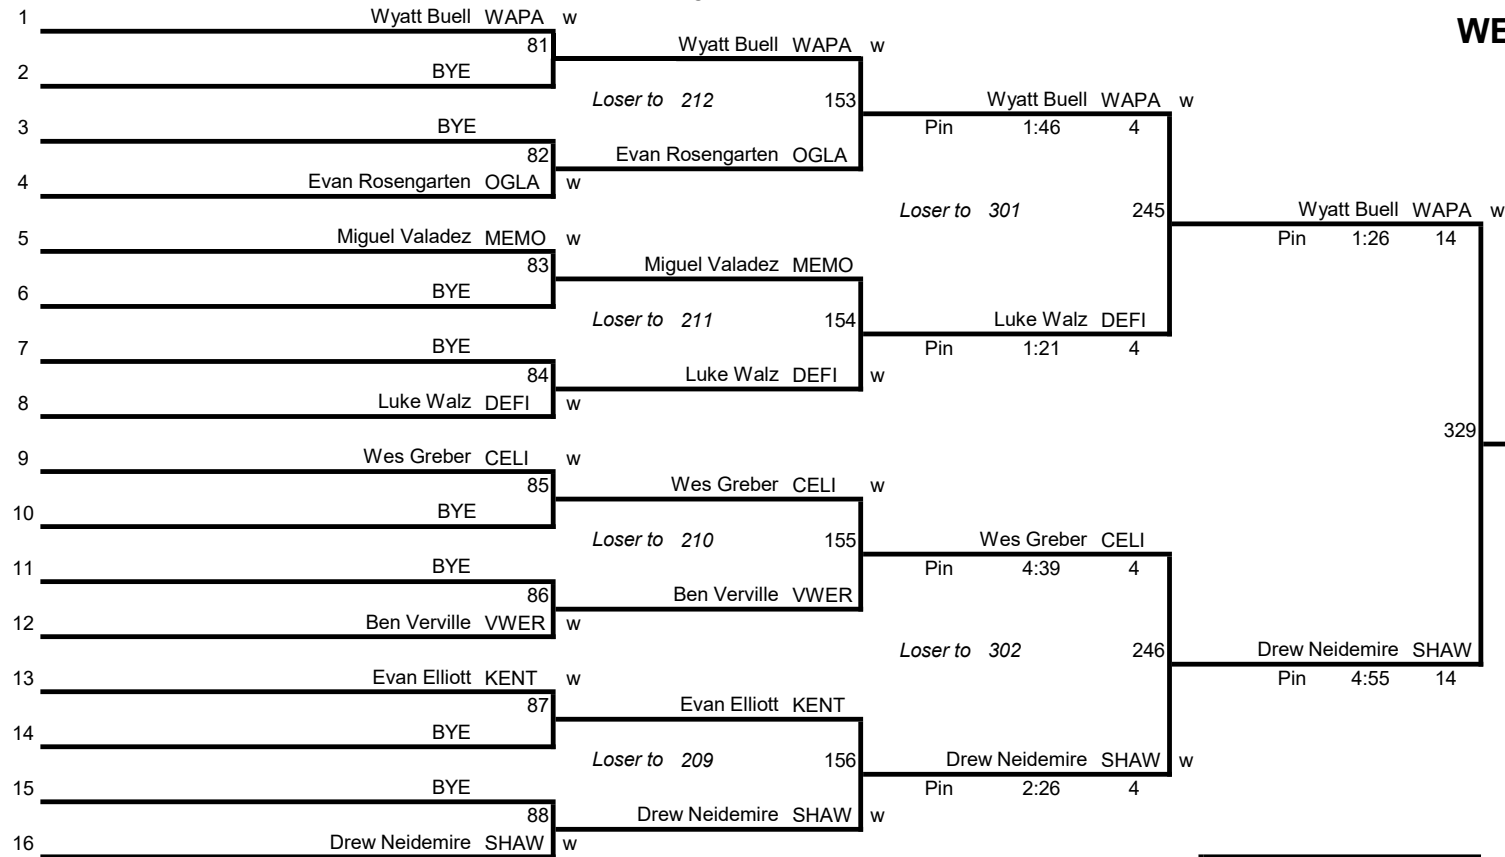 1 Wyatt Buell WAPA w
WE
81 Wyatt Buell WAPA w
2 BYE
Loser to 212 153 Wyatt Buell WAPA w
3 BYE Pin 1:46 4
82 Evan Rosengarten OGLA
4 Evan Rosengarten OGLA w
Loser to 301 245 Wyatt Buell WAPA w
5 Miguel Valadez MEMO w Pin 1:26 14
83 Miguel Valadez MEMO
6 BYE
Loser to 211 154 Luke Walz DEFI
7 BYE Pin 1:21 4
84 Luke Walz DEFI w
8 Luke Walz DEFI w
329
9 Wes Greber CELI w
85 Wes Greber CELI w
10 BYE
Loser to 210 155 Wes Greber CELI
11 BYE Pin 4:39 4
86 Ben Verville VWER
12 Ben Verville VWER w
Loser to 302 246 Drew Neidemire SHAW
13 Evan Elliott KENT w Pin 4:55 14
87 Evan Elliott KENT
14 BYE
Loser to 209 156 Drew Neidemire SHAW w
15 BYE Pin 2:26 4
88 Drew Neidemire SHAW w
16 Drew Neidemire SHAW w